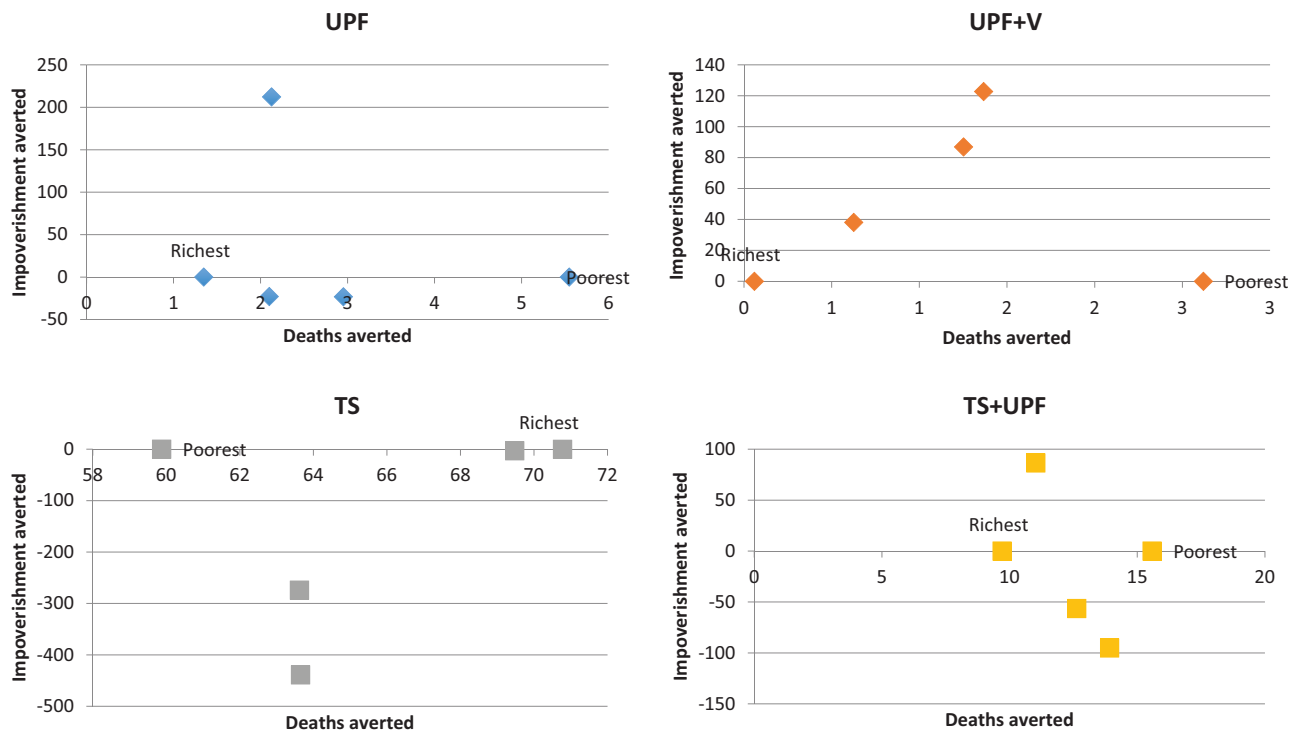 UPF
Impoverishment averted
250
200
150
100
50
0
-50
Richest
Poorest
0 1 2 3 4 5 6
Deaths averted
UPF+V
Impoverishment averted
140
120
100
80
60
40
20
0
Richest
Poorest
0 1 1 2 2 3 3
Deaths averted
TS
Impoverishment averted
0
-100
-200
-300
-400
-500
Poorest
Richest
58 60 62 64 66 68 70 72
Deaths averted
TS+UPF
Impoverishment averted
100
50
0
-50
-100
-150
Richest
Poorest
0 5 10 15 20
Deaths averted